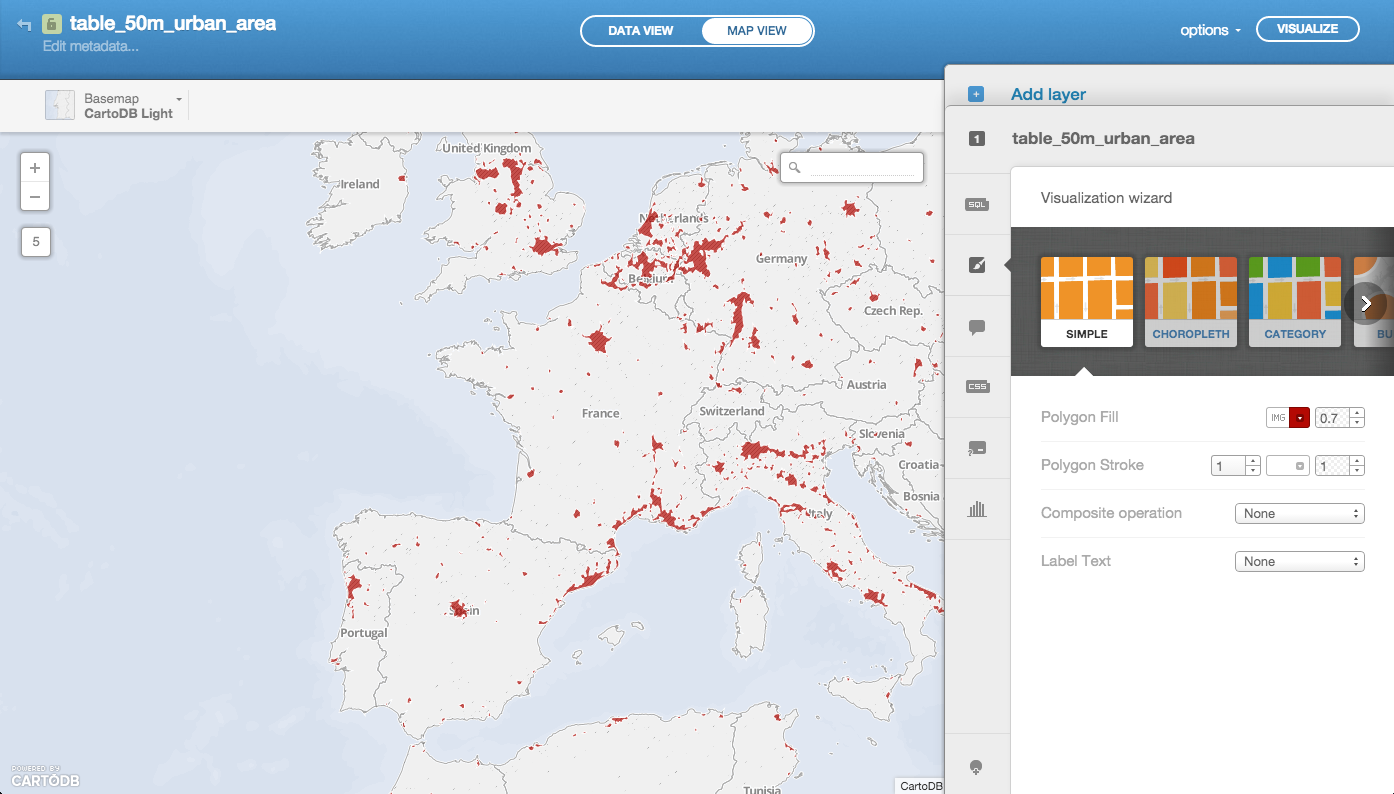 table_50m_urban_area
Edit metadata...
DATA VIEW
MAP VIEW
options
VISUALIZE
Basemap
CartoDB Light
+
−
5
United Kingdom
Ireland
Netherlands
Germany
Belgium
Czech Rep.
France
Austria
Switzerland
Slovenia
Croatia
Bosnia
Italy
Spain
Portugal
Tunisia
POWERED BY
CARTODB
CartoDB
Add layer
1
table_50m_urban_area
SQL
CSS
Visualization wizard
SIMPLE
CHOROPLETH
CATEGORY
BU
Polygon Fill
IMG
0.7
Polygon Stroke
1
1
Composite operation
None
Label Text
None